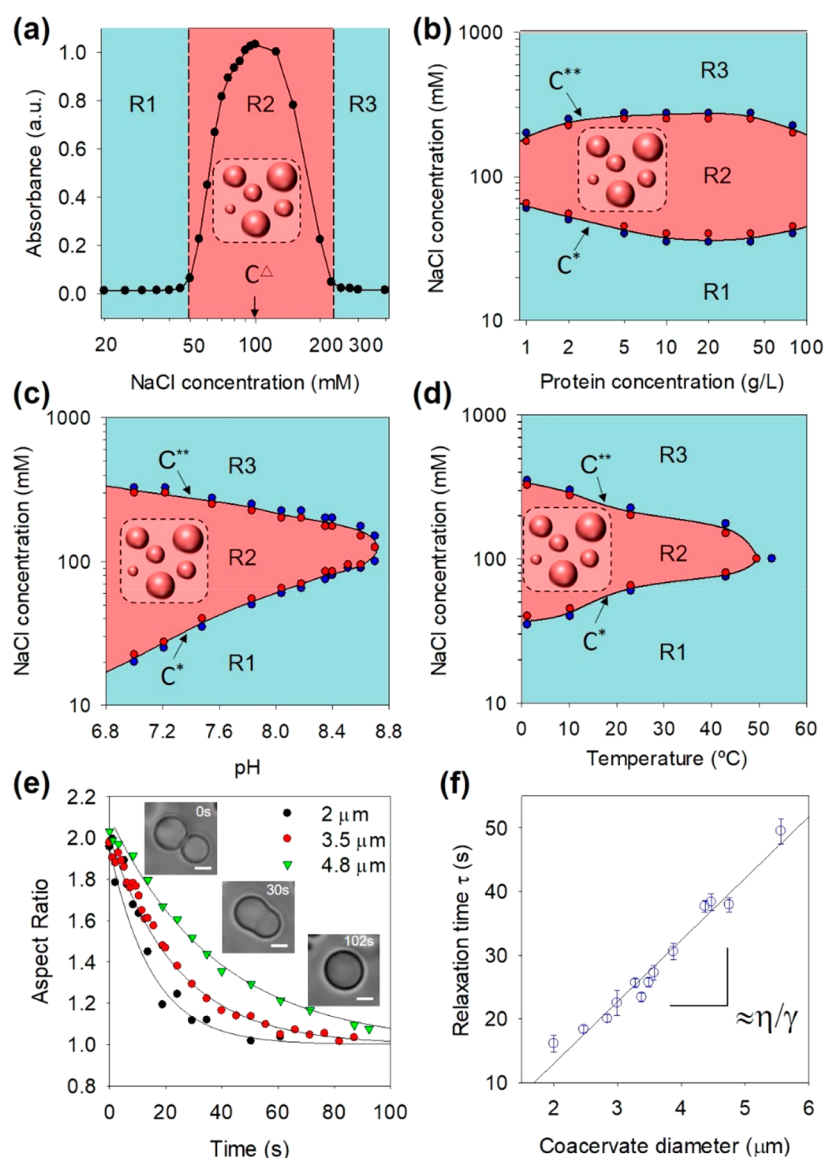 (a)
Absorbance (a.u.)
1.0
0.8
0.6
0.4
0.2
0.0
R1
R2
R3
C△
20
100
200
300
NaCl concentration (mM)
(b)
NaCl concentration (mM)
1000
100
10
C**
R3
R2
C*
R1
1
2
5
10
20
50
100
Protein concentration (g/L)
(c)
NaCl concentration (mM)
1000
100
10
C**
R3
R2
C*
R1
6.8
7.2
7.6
8.0
8.4
8.8
pH
(d)
NaCl concentration (mM)
1000
100
10
C**
R3
R2
C*
R1
0
10
20
30
40
50
60
Temperature (ºC)
(e)
Aspect Ratio
2.2
2.0
1.8
1.6
1.4
1.2
1.0
0.8
0s
30s
102s
2 μm
3.5 μm
4.8 μm
0
20
40
60
80
100
Time (s)
(f)
Relaxation time τ (s)
50
40
30
20
10
≈η/γ
2
3
4
5
6
Coacervate diameter (μm)